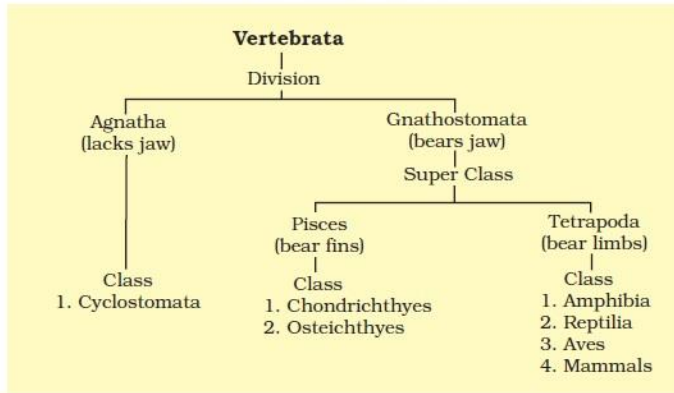 Vertebrata
Division
Agnatha
(lacks jaw)
Gnathostomata
(bears jaw)
Super Class
Pisces
(bear fins)
Tetrapoda
(bear limbs)
Class
1. Cyclostomata
Class
1. Chondrichthyes
2. Osteichthyes
Class
1. Amphibia
2. Reptilia
3. Aves
4. Mammals